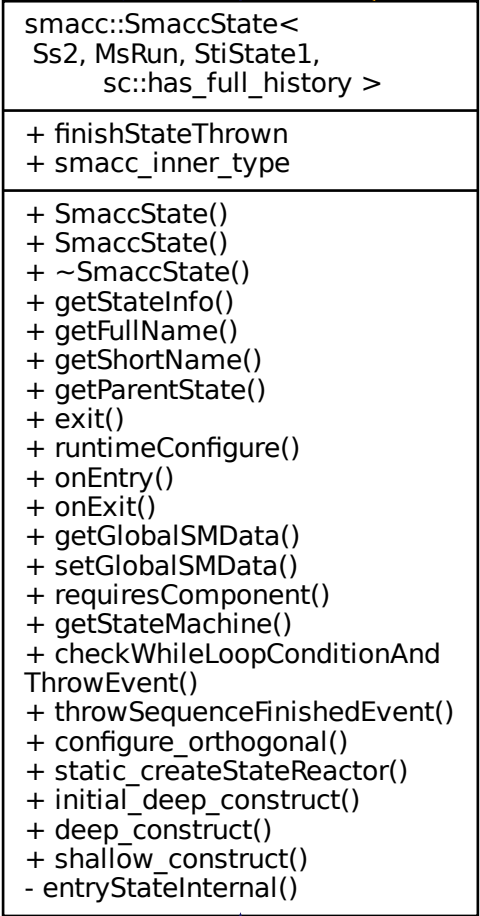 smacc::SmaccState<
Ss2, MsRun, StiState1,
sc::has_full_history >
+ finishStateThrown
+ smacc_inner_type
+ SmaccState()
+ SmaccState()
+ ~SmaccState()
+ getStateInfo()
+ getFullName()
+ getShortName()
+ getParentState()
+ exit()
+ runtimeConfigure()
+ onEntry()
+ onExit()
+ getGlobalSMData()
+ setGlobalSMData()
+ requiresComponent()
+ getStateMachine()
+ checkWhileLoopConditionAnd
ThrowEvent()
+ throwSequenceFinishedEvent()
+ configure_orthogonal()
+ static_createStateReactor()
+ initial_deep_construct()
+ deep_construct()
+ shallow_construct()
- entryStateInternal()